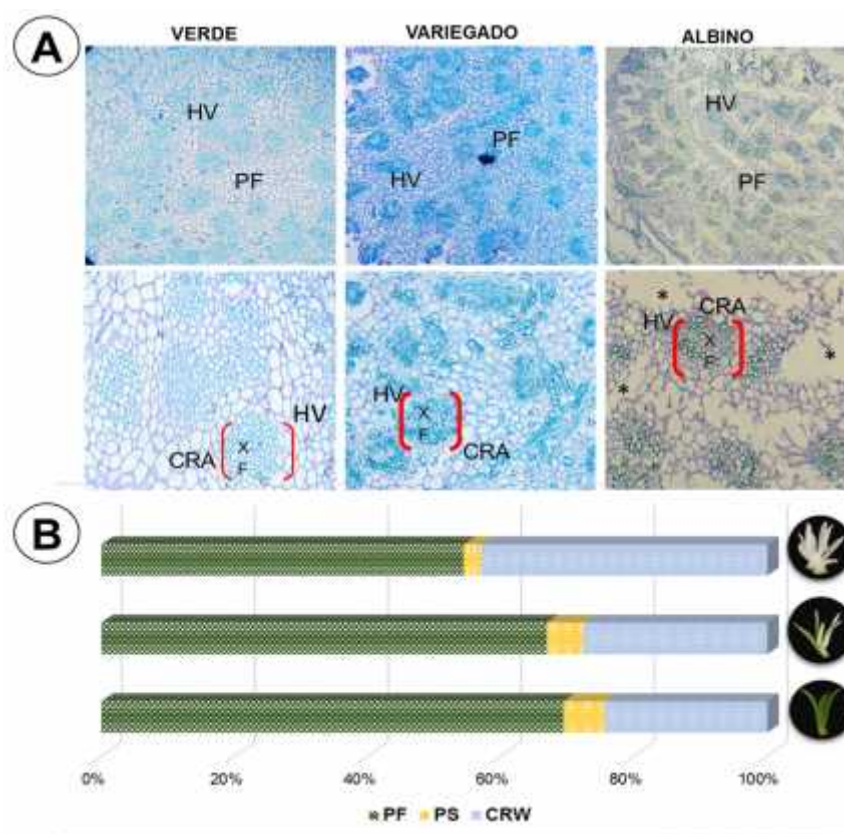 A
VERDE VARIEGADO ALBINO
HV HV HV
PF PF PF
CRA X F HV
HV X F CRA
* CRA HV X F * *
B
0% 20% 40% 60% 80% 100%
PF PS CRW